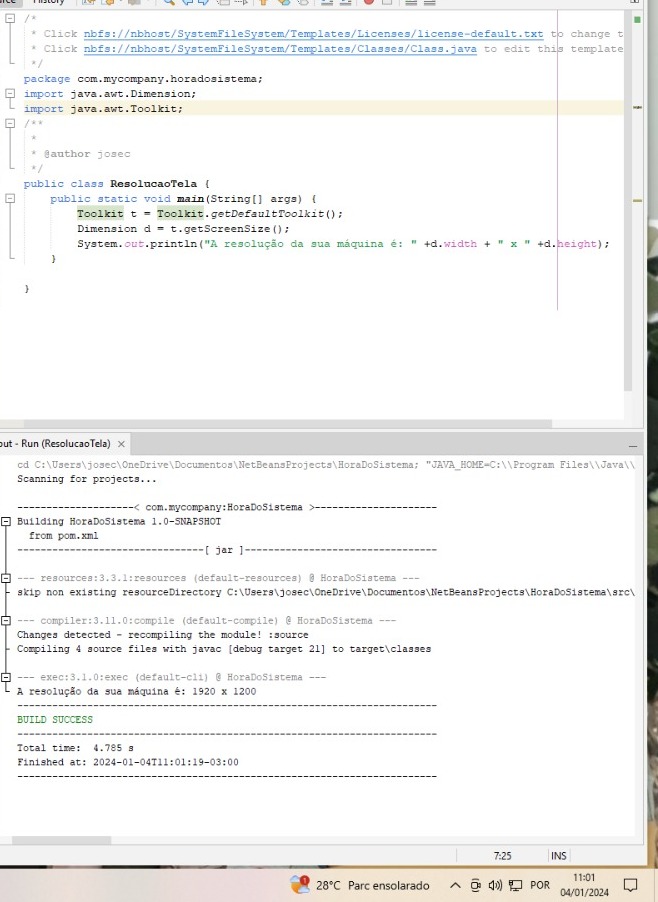 History
/*
* Click nbfs://nbhost/SystemFileSystem/Templates/Licenses/license-default.txt to change t
* Click nbfs://nbhost/SystemFileSystem/Templates/Classes/Class.java to edit this template
*/
package com.mycompany.horadosistema;
import java.awt.Dimension;
import java.awt.Toolkit;
/**
*
* @author josec
*/
public class ResolucaoTela {
public static void main(String[] args) {
Toolkit t = Toolkit.getDefaultToolkit();
Dimension d = t.getScreenSize();
System.out.println("A resolução da sua máquina é: " +d.width + " x " +d.height);
}
}
out - Run (ResolucaoTela) ×
cd C:\Users\josec\OneDrive\Documentos\NetBeansProjects\HoraDoSistema; "JAVA_HOME=C:\\Program Files\\Java\\
Scanning for projects...
--------------------< com.mycompany:HoraDoSistema >--------------------
Building HoraDoSistema 1.0-SNAPSHOT
from pom.xml
--------------------------------[ jar ]---------------------------------
--- resources:3.3.1:resources (default-resources) @ HoraDoSistema ---
skip non existing resourceDirectory C:\Users\josec\OneDrive\Documentos\NetBeansProjects\HoraDoSistema\src\
--- compiler:3.11.0:compile (default-compile) @ HoraDoSistema ---
Changes detected - recompiling the module! :source
Compiling 4 source files with javac [debug target 21] to target\classes
--- exec:3.1.0:exec (default-cli) @ HoraDoSistema ---
A resolução da sua máquina é: 1920 x 1200
------------------------------------------------------------------------
BUILD SUCCESS
------------------------------------------------------------------------
Total time: 4.785 s
Finished at: 2024-01-04T11:01:19-03:00
------------------------------------------------------------------------
7:25 INS
1 28°C Parc ensolarado POR 11:01
04/01/2024